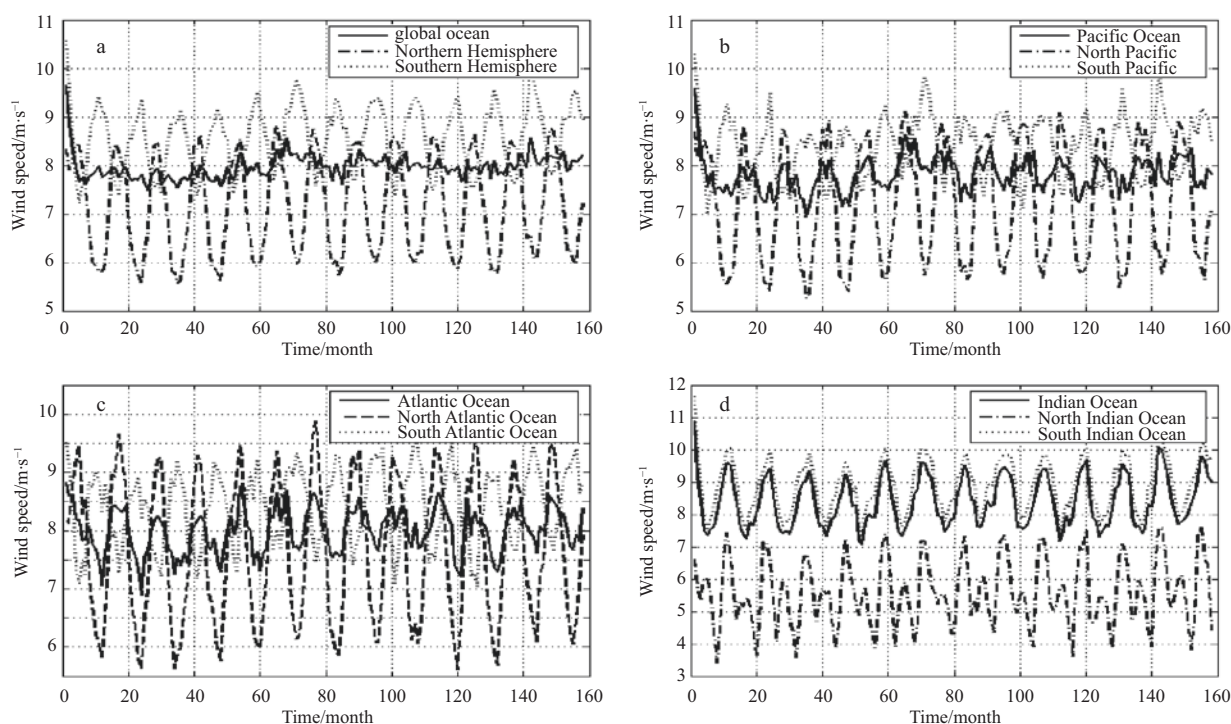 a
global ocean
Northern Hemisphere
Southern Hemisphere
Wind speed/m·s⁻¹
11
10
9
8
7
6
5
0 20 40 60 80 100 120 140 160
Time/month
b
Pacific Ocean
North Pacific
South Pacific
Wind speed/m·s⁻¹
11
10
9
8
7
6
5
0 20 40 60 80 100 120 140 160
Time/month
c
Atlantic Ocean
North Atlantic Ocean
South Atlantic Ocean
Wind speed/m·s⁻¹
10
9
8
7
6
0 20 40 60 80 100 120 140 160
Time/month
d
Indian Ocean
North Indian Ocean
South Indian Ocean
Wind speed/m·s⁻¹
12
11
10
9
8
7
6
5
4
3
0 20 40 60 80 100 120 140 160
Time/month